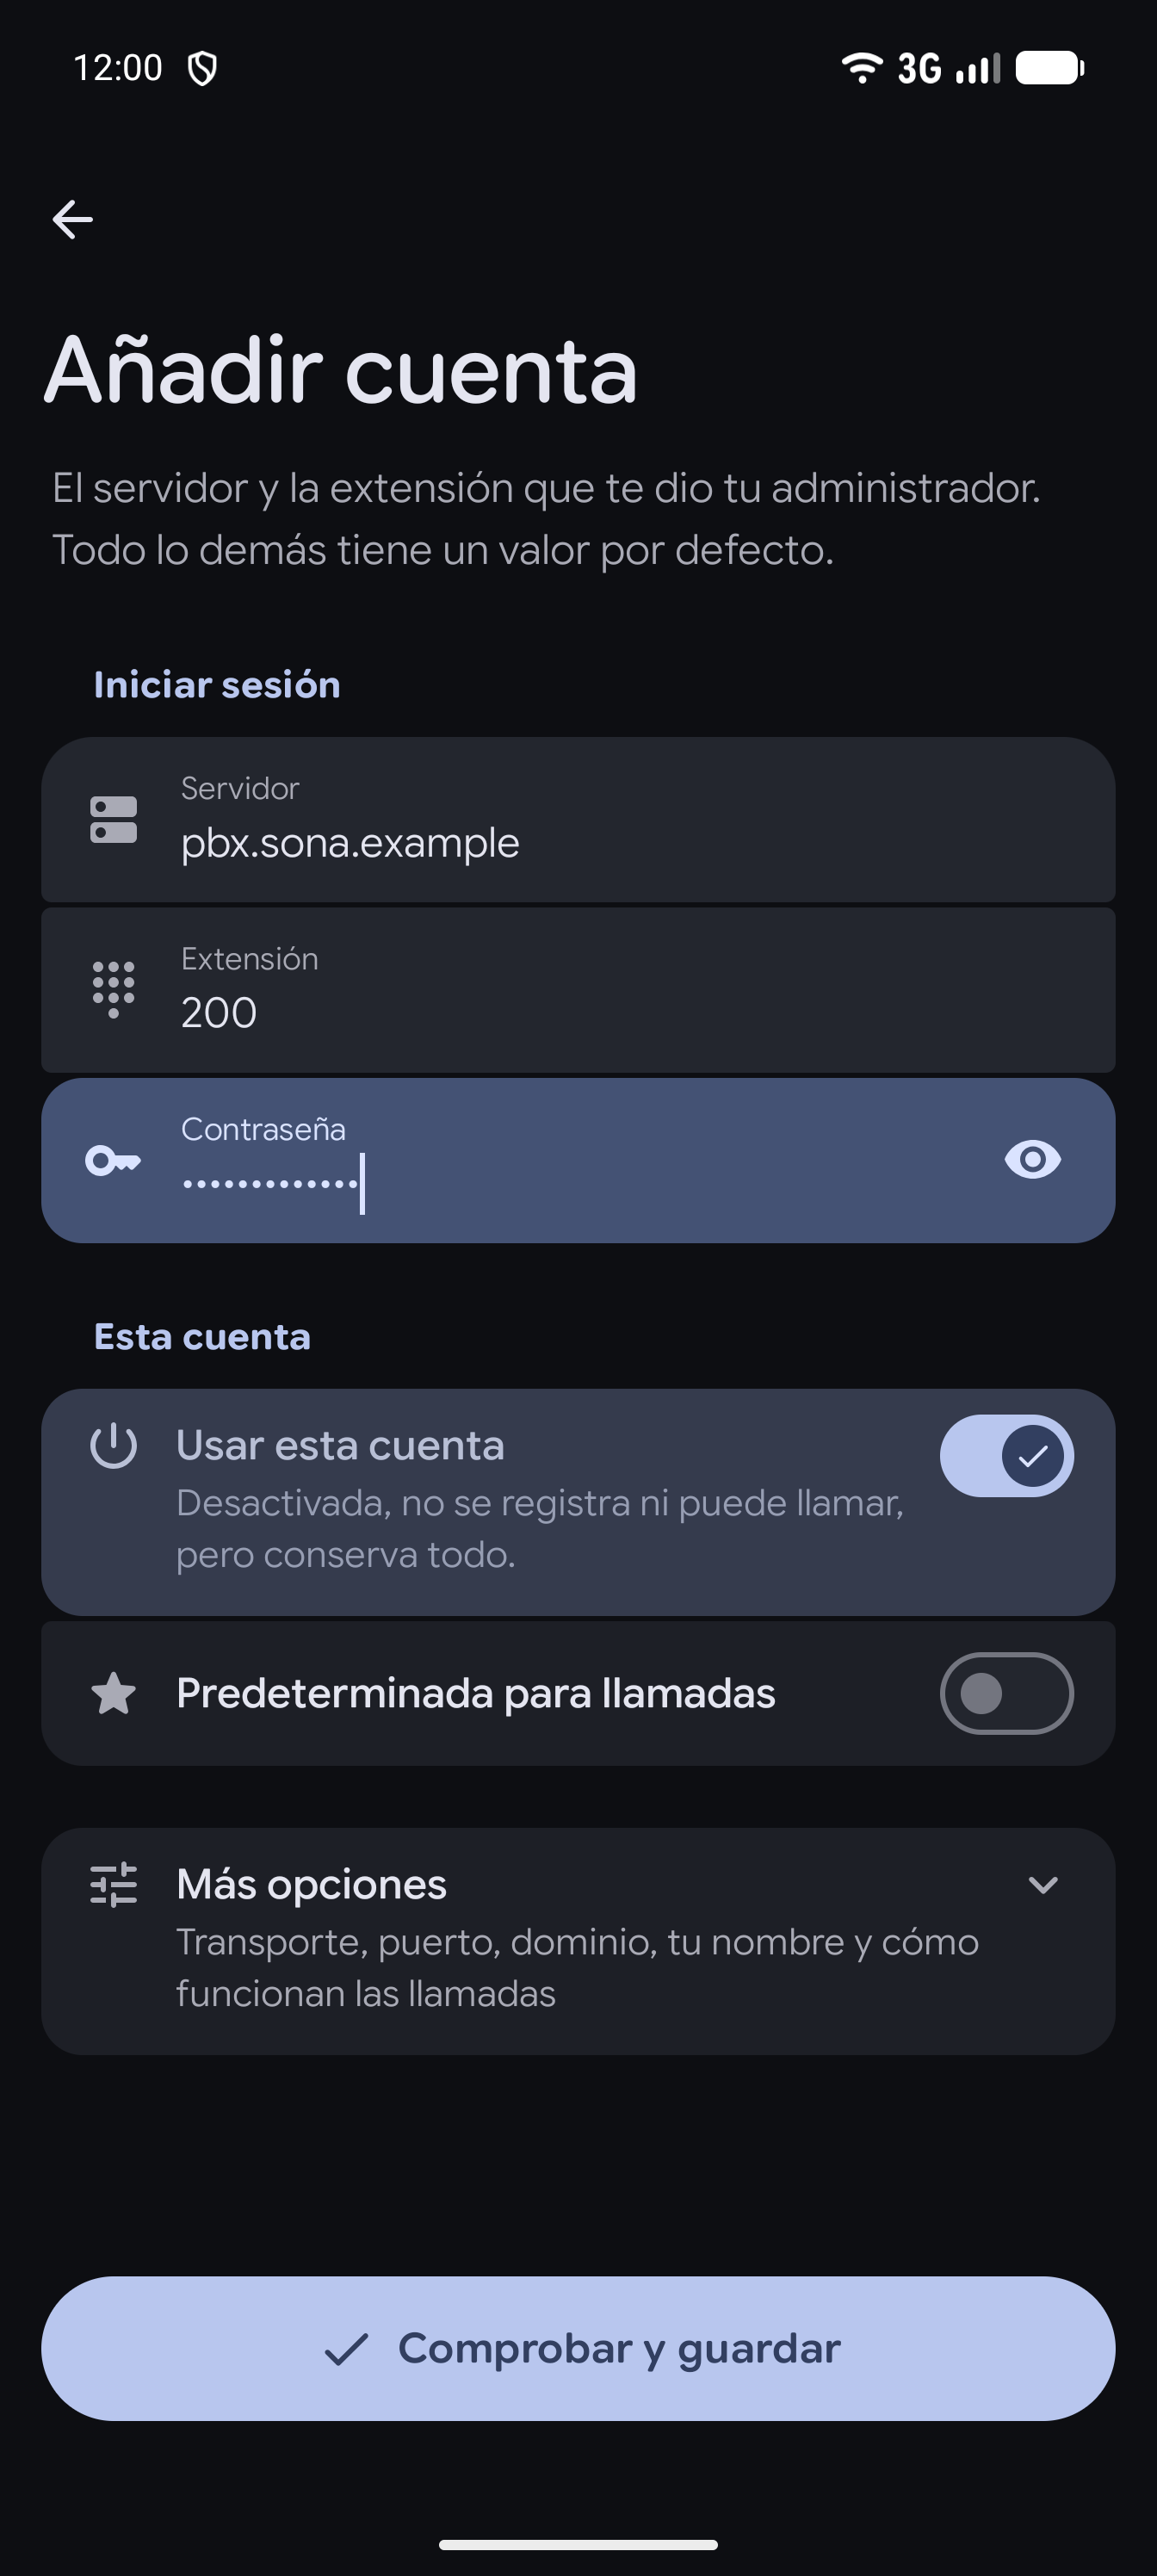 12:00
3G
Añadir cuenta
El servidor y la extensión que te dio tu administrador.
Todo lo demás tiene un valor por defecto.
Iniciar sesión
Servidor
pbx.sona.example
Extensión
200
Contraseña
•••••••••••••
Esta cuenta
Usar esta cuenta
Desactivada, no se registra ni puede llamar,
pero conserva todo.
Predeterminada para llamadas
Más opciones
Transporte, puerto, dominio, tu nombre y cómo
funcionan las llamadas
Comprobar y guardar